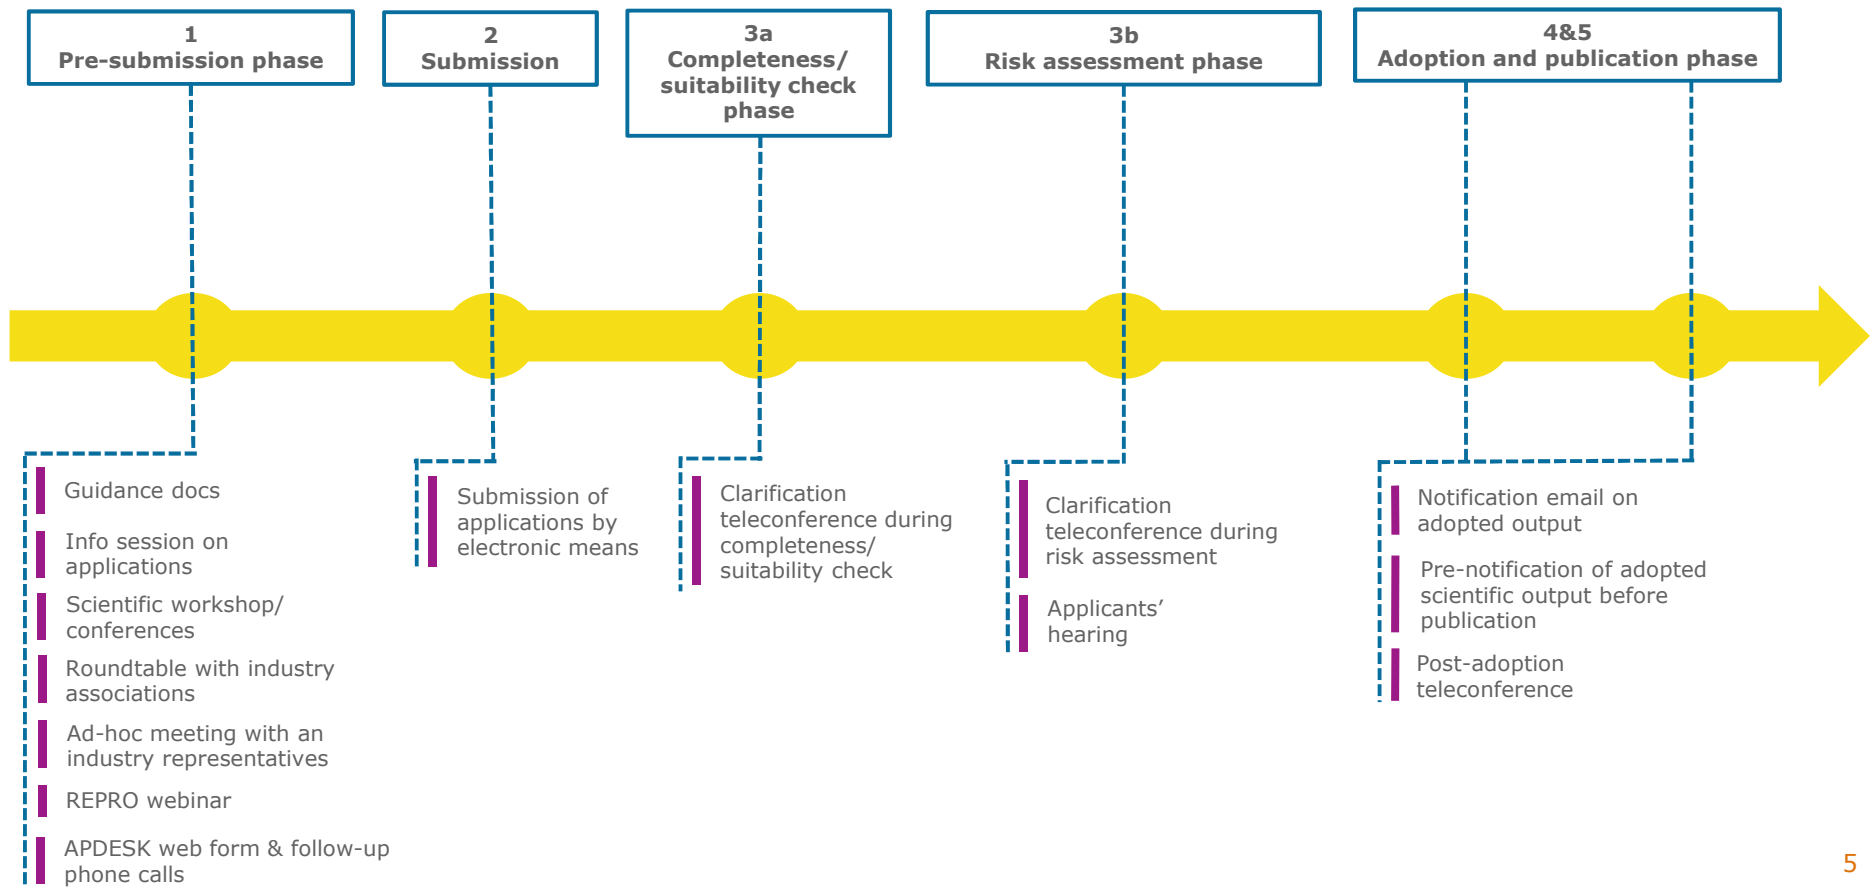 1
Pre-submission phase
2
Submission
3a
Completeness/
suitability check
phase
3b
Risk assessment phase
4&5
Adoption and publication phase
Guidance docs
Info session on
applications
Scientific workshop/
conferences
Roundtable with industry
associations
Ad-hoc meeting with an
industry representatives
REPRO webinar
APDESK web form & follow-up
phone calls
Submission of
applications by
electronic means
Clarification
teleconference during
completeness/
suitability check
Clarification
teleconference during
risk assessment
Applicants’
hearing
Notification email on
adopted output
Pre-notification of adopted
scientific output before
publication
Post-adoption
teleconference
5